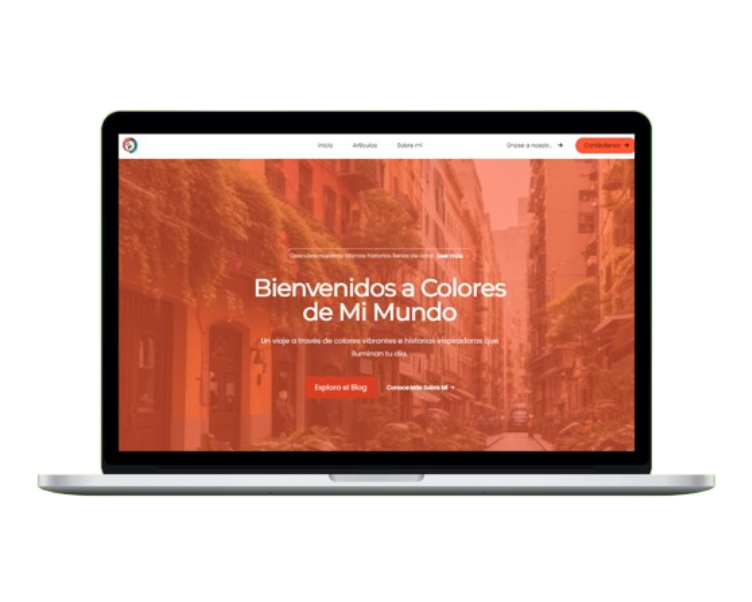 Inicio
Artículos
Sobre mí
Únase a nosotr...
Contáctenos
Descubre nuestras últimas historias llenas de color. Leer más
Bienvenidos a Colores
de Mi Mundo
Un viaje a través de colores vibrantes e historias inspiradoras que
iluminan tu día.
Explora el Blog
Conoce Más Sobre Mí